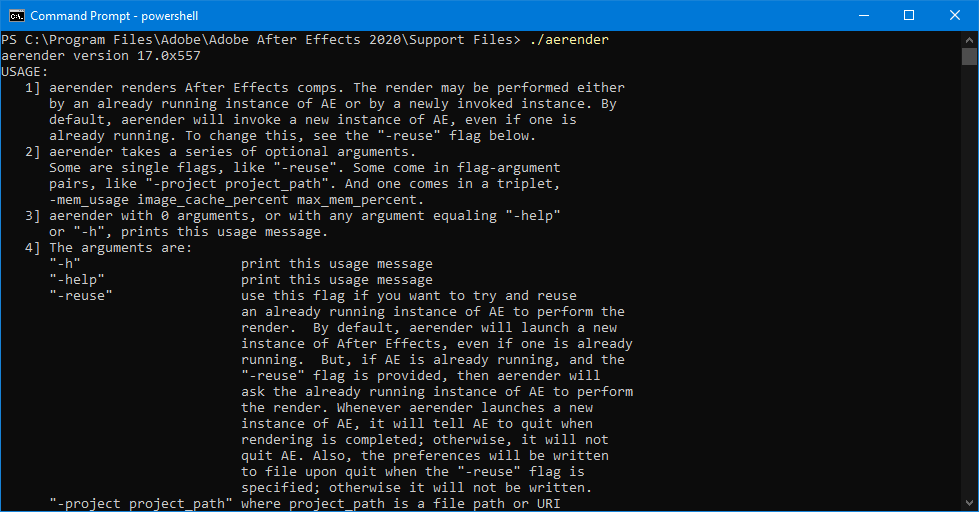 Command Prompt - powershell
PS C:\Program Files\Adobe\Adobe After Effects 2020\Support Files> ./aerender
aerender version 17.0x557
USAGE:
1] aerender renders After Effects comps. The render may be performed either
by an already running instance of AE or by a newly invoked instance. By
default, aerender will invoke a new instance of AE, even if one is
already running. To change this, see the "-reuse" flag below.
2] aerender takes a series of optional arguments.
Some are single flags, like "-reuse". Some come in flag-argument
pairs, like "-project project_path". And one comes in a triplet,
-mem_usage image_cache_percent max_mem_percent.
3] aerender with 0 arguments, or with any argument equaling "-help"
or "-h", prints this usage message.
4] The arguments are:
"-h" print this usage message
"-help" print this usage message
"-reuse" use this flag if you want to try and reuse
an already running instance of AE to perform the
render.  By default, aerender will launch a new
instance of After Effects, even if one is already
running.  But, if AE is already running, and the
"-reuse" flag is provided, then aerender will
ask the already running instance of AE to perform
the render. Whenever aerender launches a new
instance of AE, it will tell AE to quit when
rendering is completed; otherwise, it will not
quit AE. Also, the preferences will be written
to file upon quit when the "-reuse" flag is
specified; otherwise it will not be written.
"-project project_path" where project_path is a file path or URI